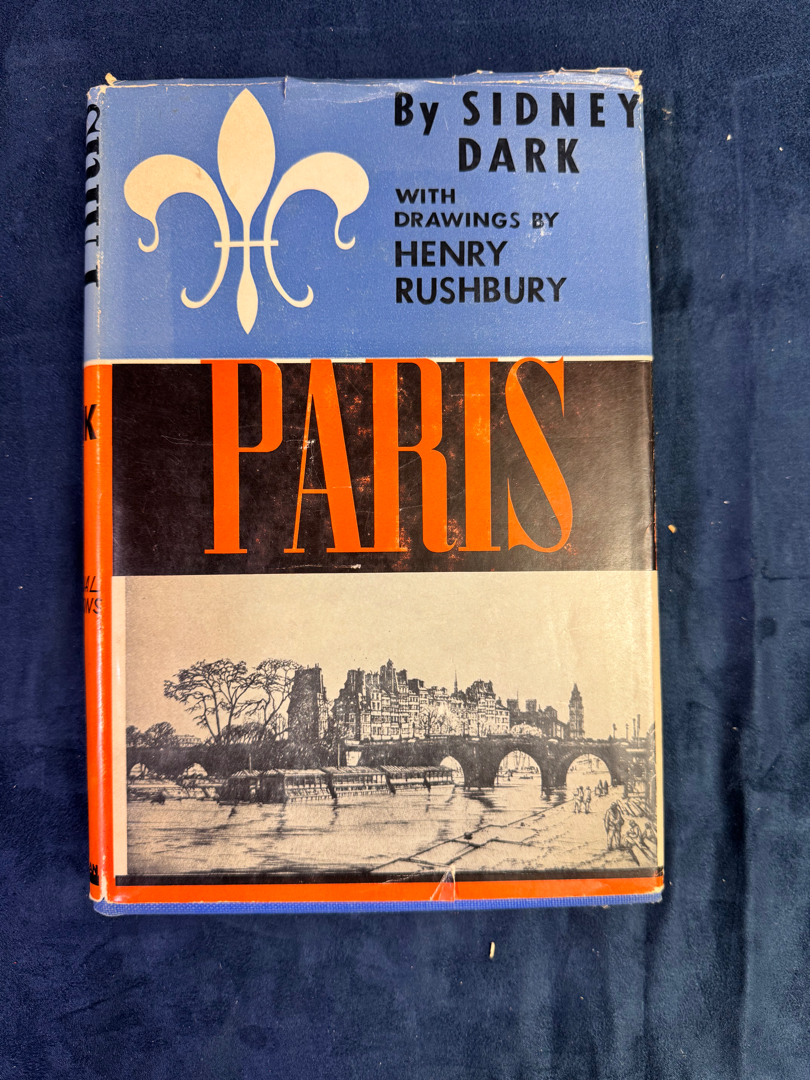 By SIDNEY
DARK
WITH
DRAWINGS BY
HENRY
RUSHBURY
PARIS